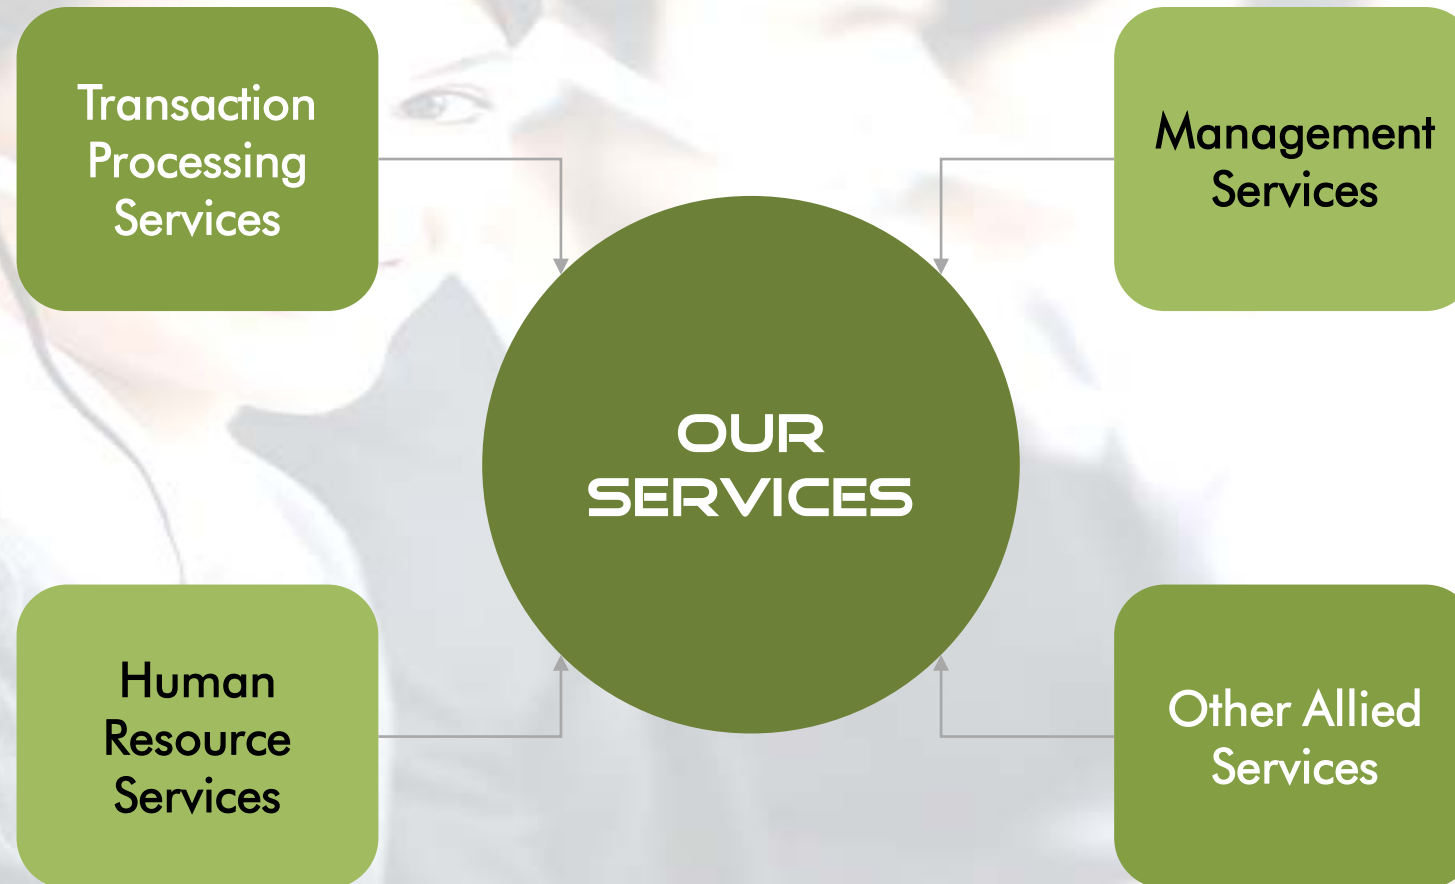 Transaction
Processing
Services
Management
Services
OUR
SERVICES
Human
Resource
Services
Other Allied
Services